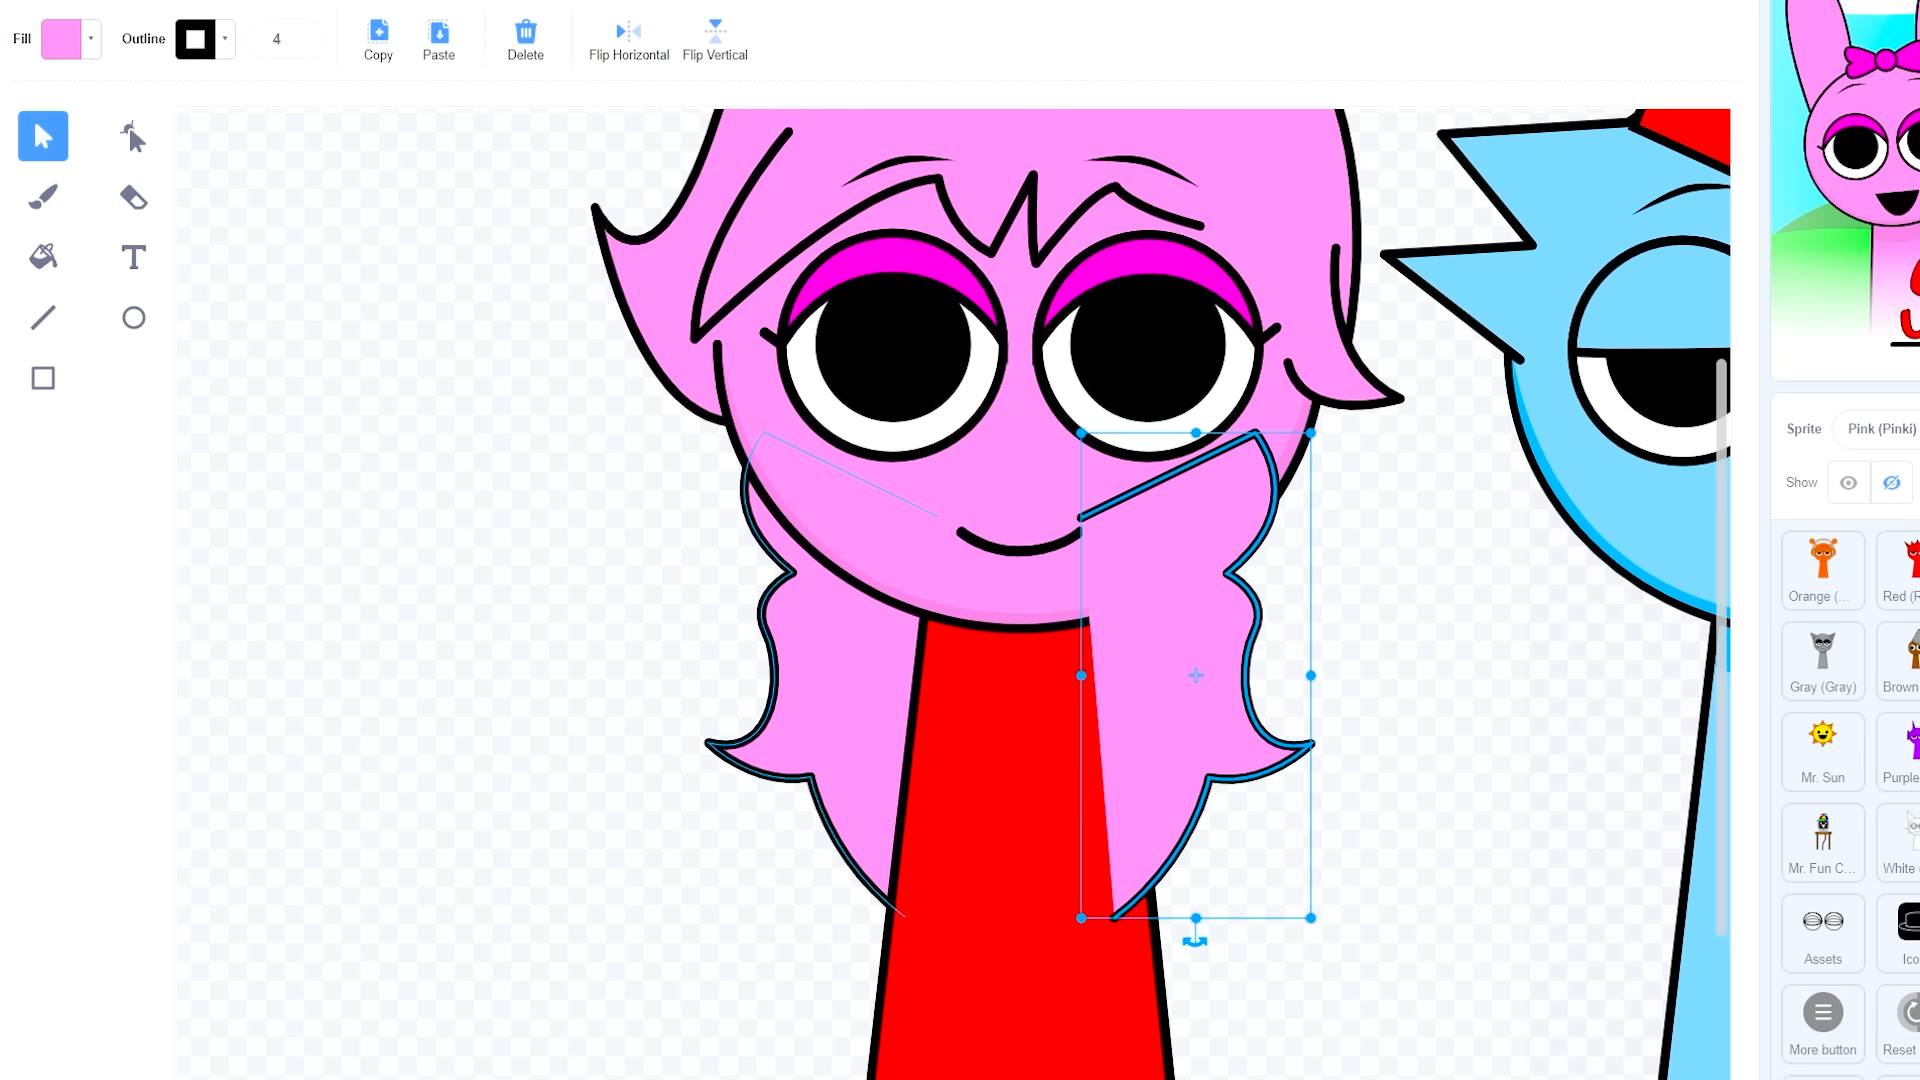 Fill
Outline
4
Copy
Paste
Delete
Flip Horizontal
Flip Vertical
T
Sprite
Pink (Pinki)
Show
Orange (...
Red (R
Gray (Gray)
Brown
Mr. Sun
Purple
Mr. Fun C...
White
Assets
Ico
More button
Reset